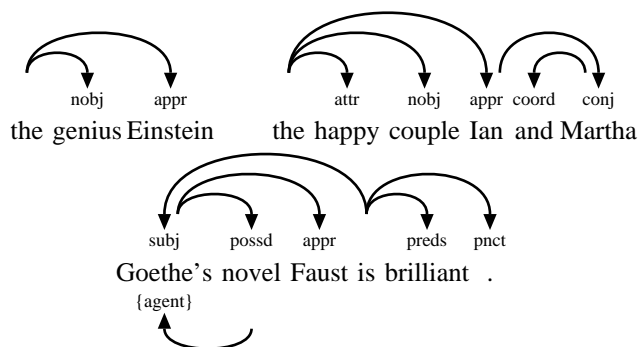 nobj appr attr nobj appr coord conj
the genius Einstein the happy couple Ian and Martha
subj possd appr preds pnct
Goethe's novel Faust is brilliant .
{agent}